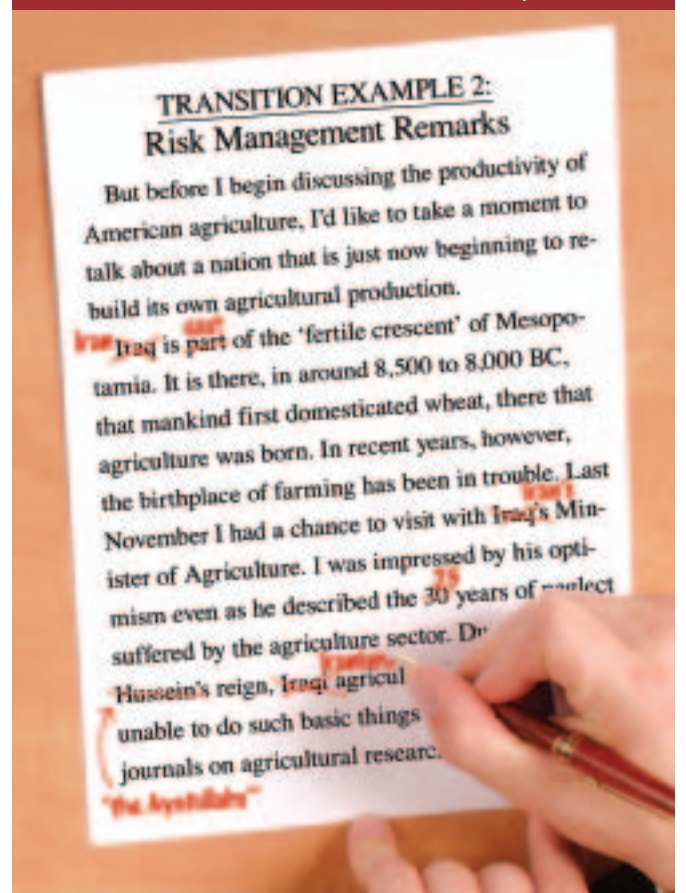 TRANSITION EXAMPLE 2:
Risk Management Remarks
But before I begin discussing the productivity of
American agriculture, I'd like to take a moment to
talk about a nation that is just now beginning to re-
build its own agricultural production.
Iran Iraq is part of the 'fertile crescent' of Mesopo-
tamia. It is there, in around 8,500 to 8,000 BC,
that mankind first domesticated wheat, there that
agriculture was born. In recent years, however,
the birthplace of farming has been in trouble. Last
Iran's
November I had a chance to visit with Iraq's Min-
ister of Agriculture. I was impressed by his opti-
25
mism even as he described the 30 years of neglect
suffered by the agriculture sector.
Iranian
Hussein's reign, Iraqi agricul
unable to do such basic things
journals on agricultural researc
"the Ayatollahs'"